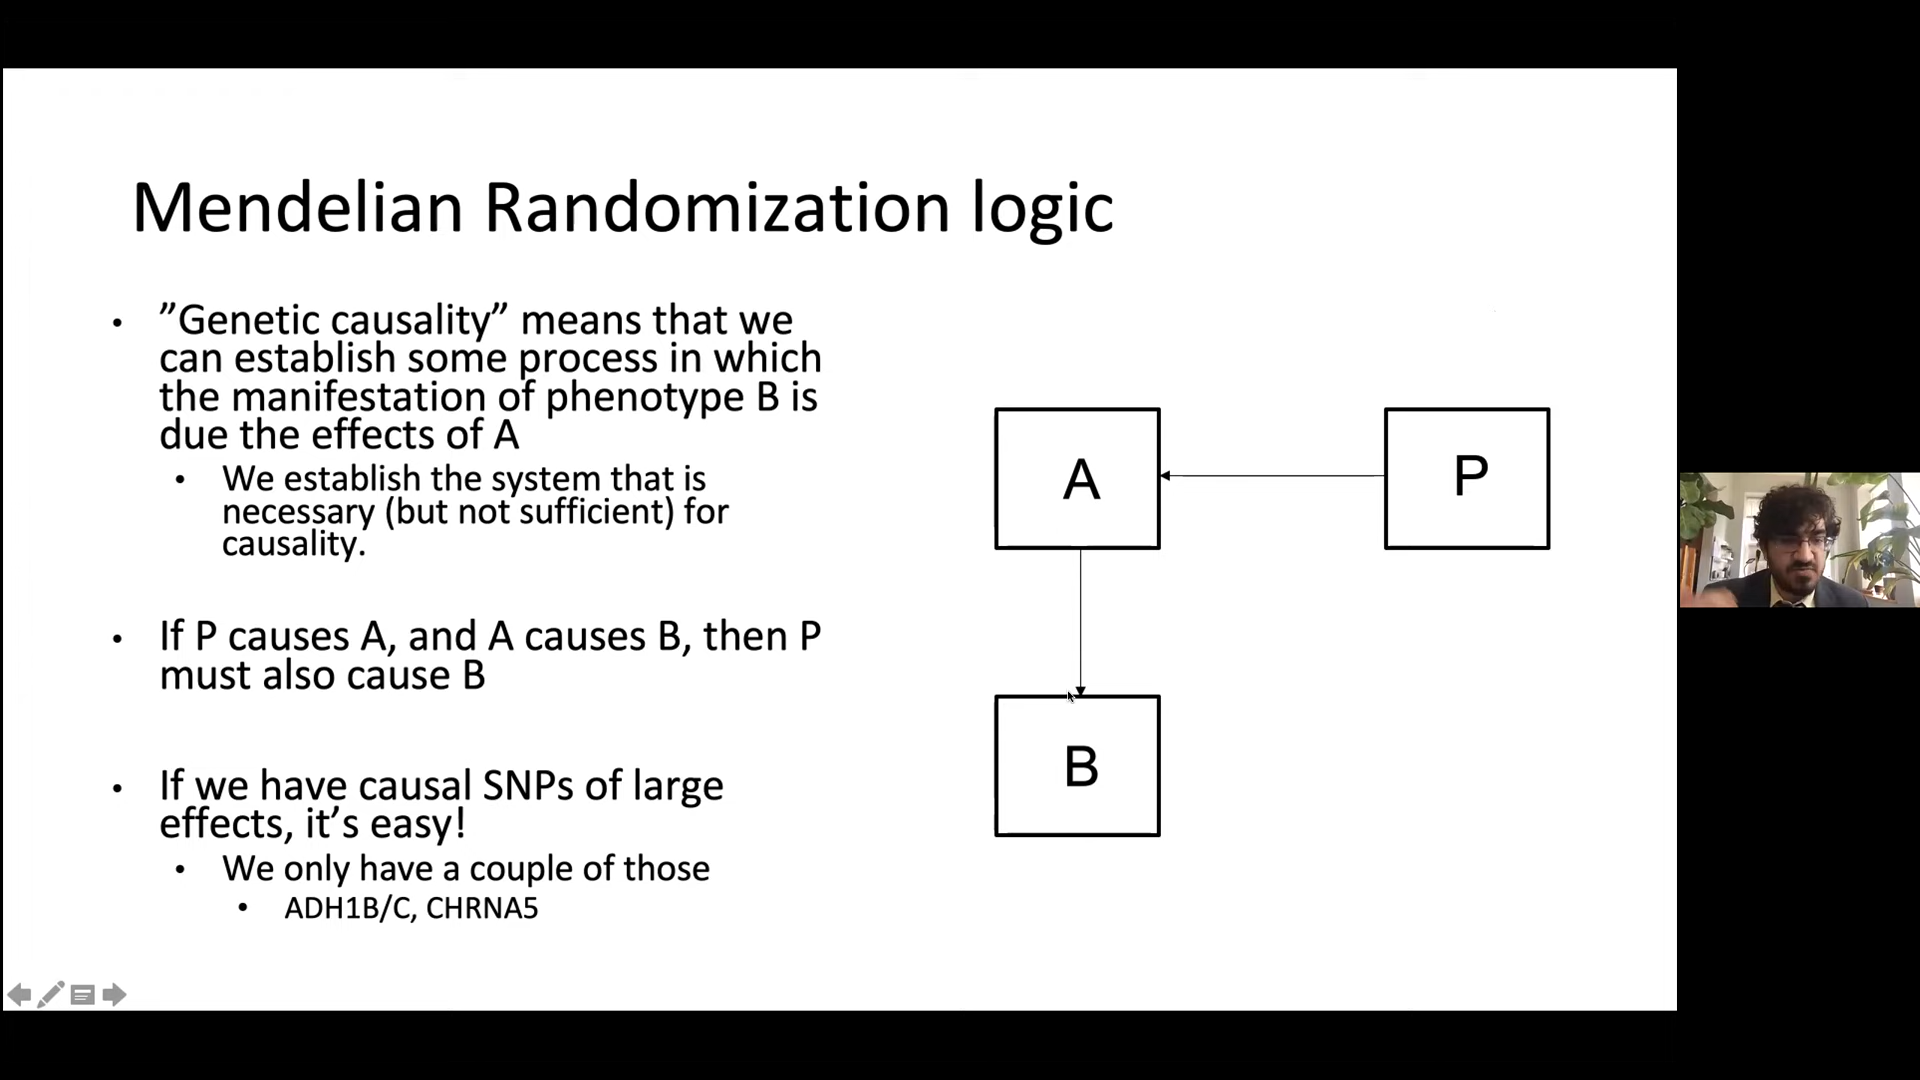 Mendelian Randomization logic
”Genetic causality” means that we
can establish some process in which
the manifestation of phenotype B is
due the effects of A
We establish the system that is
necessary (but not sufficient) for
causality.
If P causes A, and A causes B, then P
must also cause B
If we have causal SNPs of large
effects, it’s easy!
We only have a couple of those
ADH1B/C, CHRNA5
A
P
B